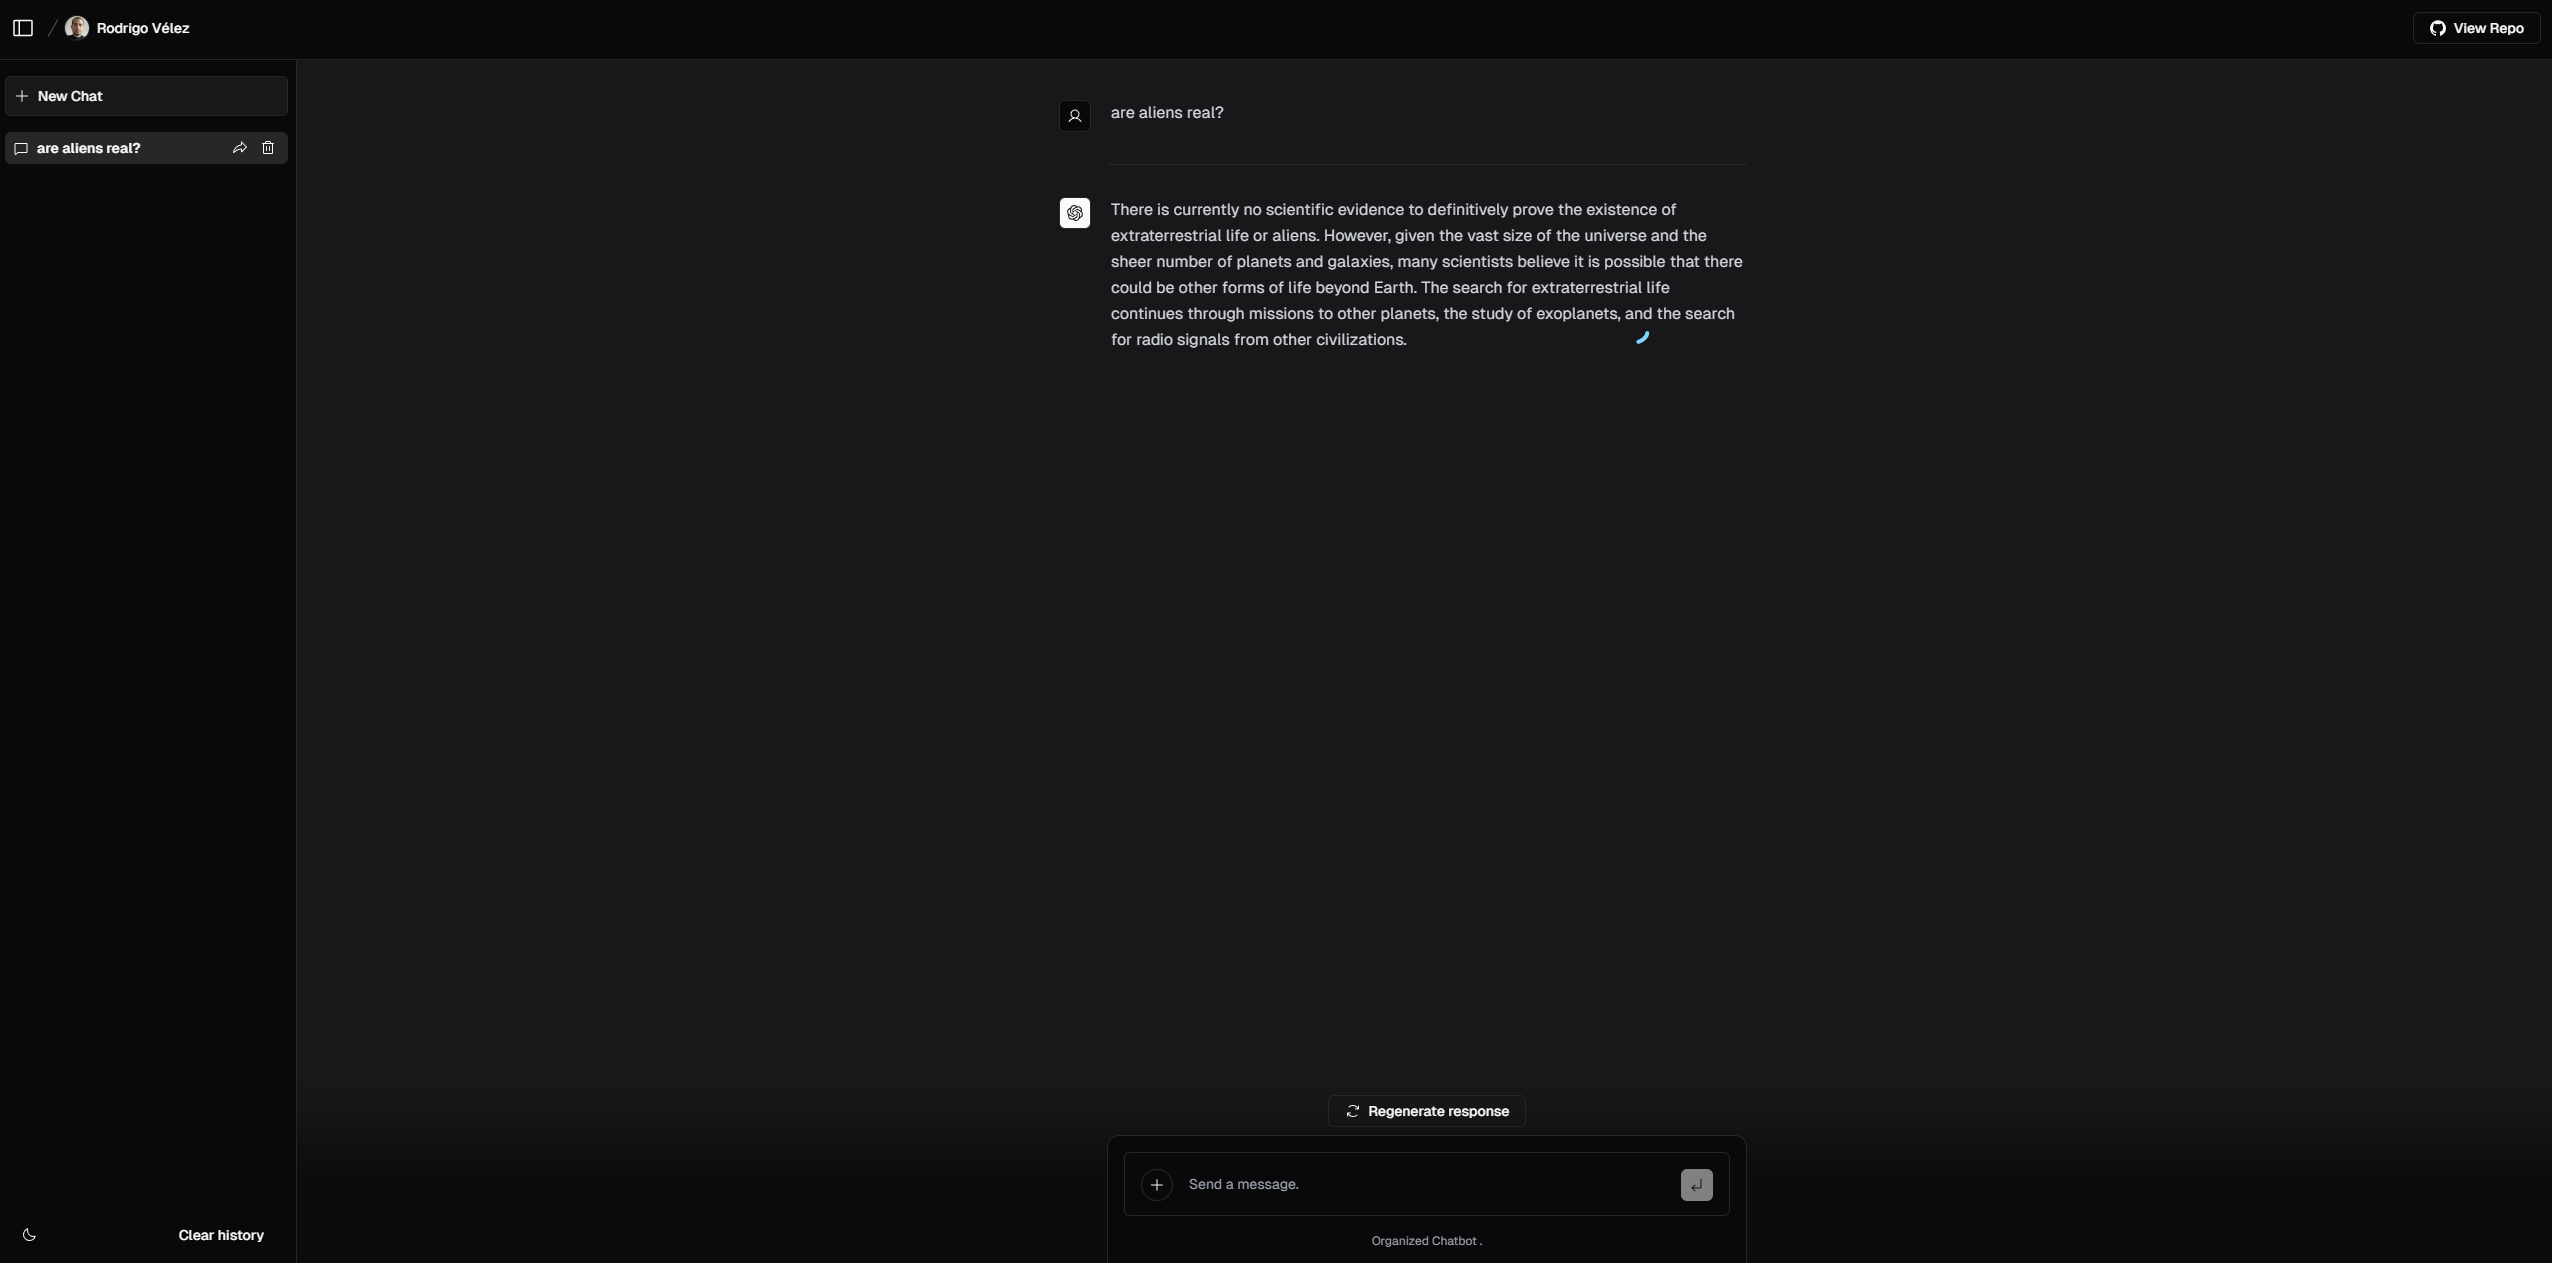 Rodrigo Vélez
View Repo
New Chat
are aliens real?
are aliens real?
There is currently no scientific evidence to definitively prove the existence of
extraterrestrial life or aliens. However, given the vast size of the universe and the
sheer number of planets and galaxies, many scientists believe it is possible that there
could be other forms of life beyond Earth. The search for extraterrestrial life
continues through missions to other planets, the study of exoplanets, and the search
for radio signals from other civilizations.
Regenerate response
Send a message.
Organized Chatbot .
Clear history